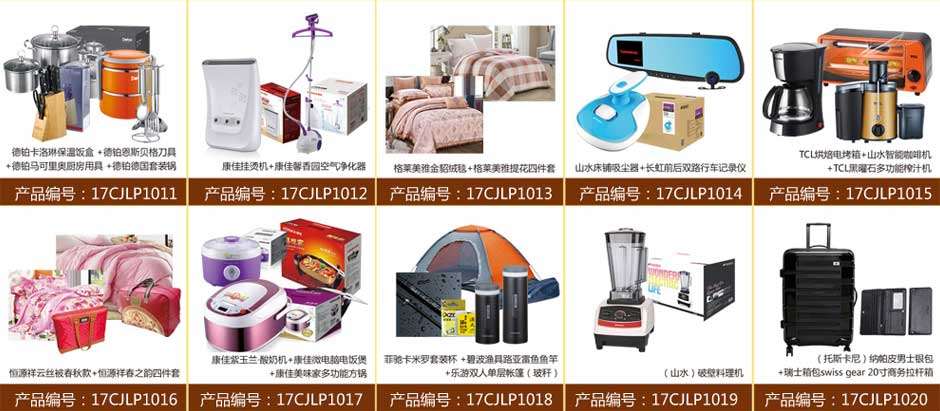 德铂卡洛琳保温饭盒 +德铂恩斯贝格刀具
+德铂马可里奥厨房用具 +德铂德国套装锅
产品编号：17CJLP1011
康佳挂烫机+康佳馨香园空气净化器
产品编号：17CJLP1012
格莱美雅金貂绒毯+格莱美雅提花四件套
产品编号：17CJLP1013
山水床铺吸尘器+长虹前后双路行车记录仪
产品编号：17CJLP1014
TCL烘焙电烤箱+山水智能咖啡机
+TCL黑曜石多功能榨汁机
产品编号：17CJLP1015
恒源祥云丝被春秋款+恒源祥春之韵四件套
产品编号：17CJLP1016
康佳紫玉兰·酸奶机+康佳微电脑电饭煲
+康佳美味家多功能方锅
产品编号：17CJLP1017
菲驰卡米罗套装杯 +碧波渔具路亚雷鱼鱼竿
+乐游双人单层帐篷（玻秆）
产品编号：17CJLP1018
WONDER
LIFE
（山水）破壁料理机
产品编号：17CJLP1019
（托斯卡尼）纳帕皮男士银包
+瑞士箱包swiss gear 20寸商务拉杆箱
产品编号：17CJLP1020